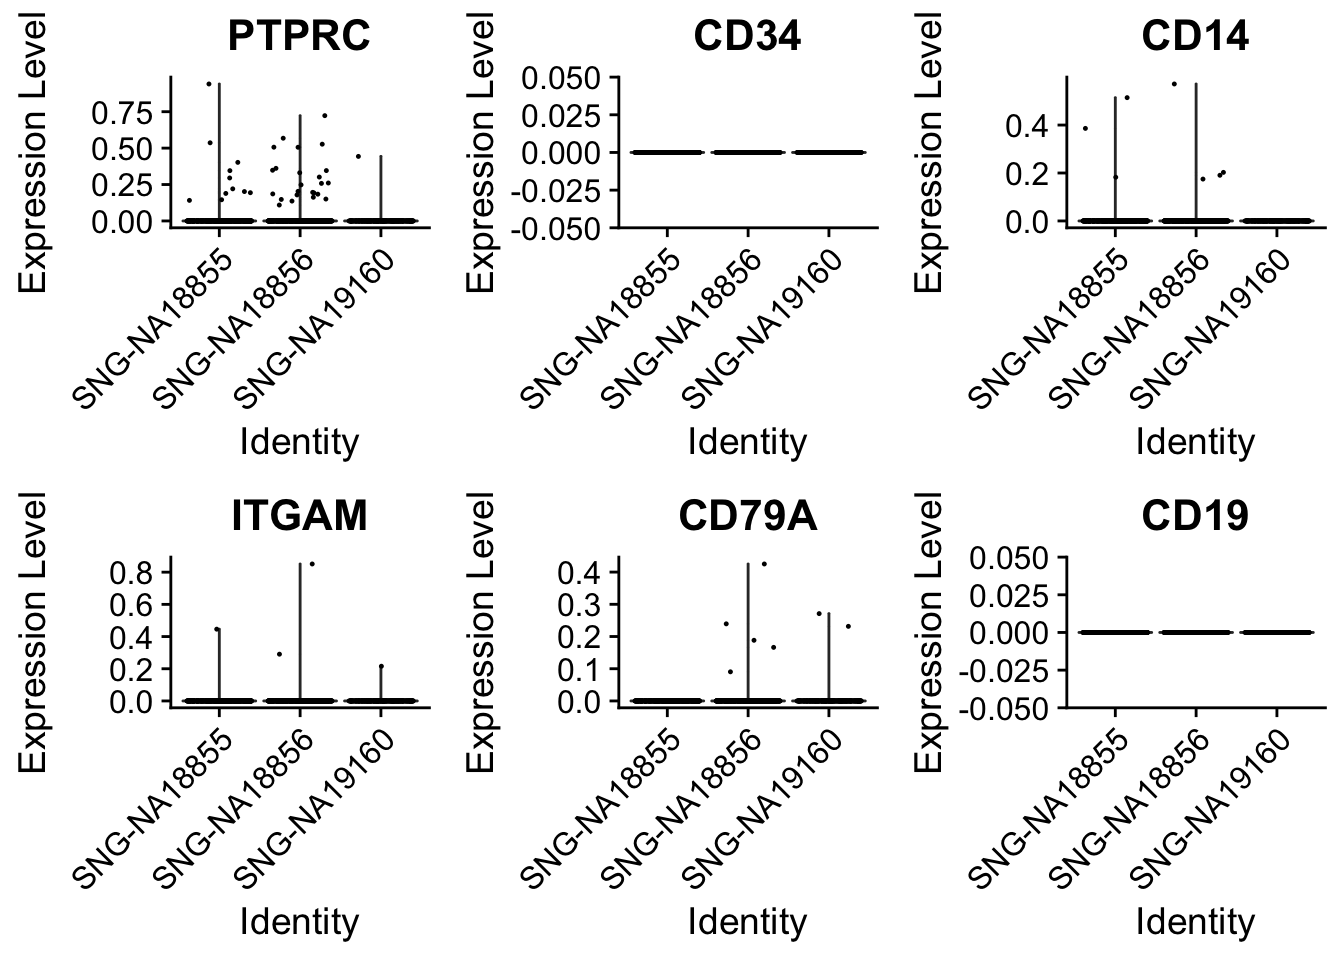 PTPRC
Expression Level
0.75
0.50
0.25
0.00
SNG-NA18855
SNG-NA18856
SNG-NA19160
Identity
CD34
Expression Level
0.050
0.025
0.000
-0.025
-0.050
SNG-NA18855
SNG-NA18856
SNG-NA19160
Identity
CD14
Expression Level
0.4
0.2
0.0
SNG-NA18855
SNG-NA18856
SNG-NA19160
Identity
ITGAM
Expression Level
0.8
0.6
0.4
0.2
0.0
SNG-NA18855
SNG-NA18856
SNG-NA19160
Identity
CD79A
Expression Level
0.4
0.3
0.2
0.1
0.0
SNG-NA18855
SNG-NA18856
SNG-NA19160
Identity
CD19
Expression Level
0.050
0.025
0.000
-0.025
-0.050
SNG-NA18855
SNG-NA18856
SNG-NA19160
Identity